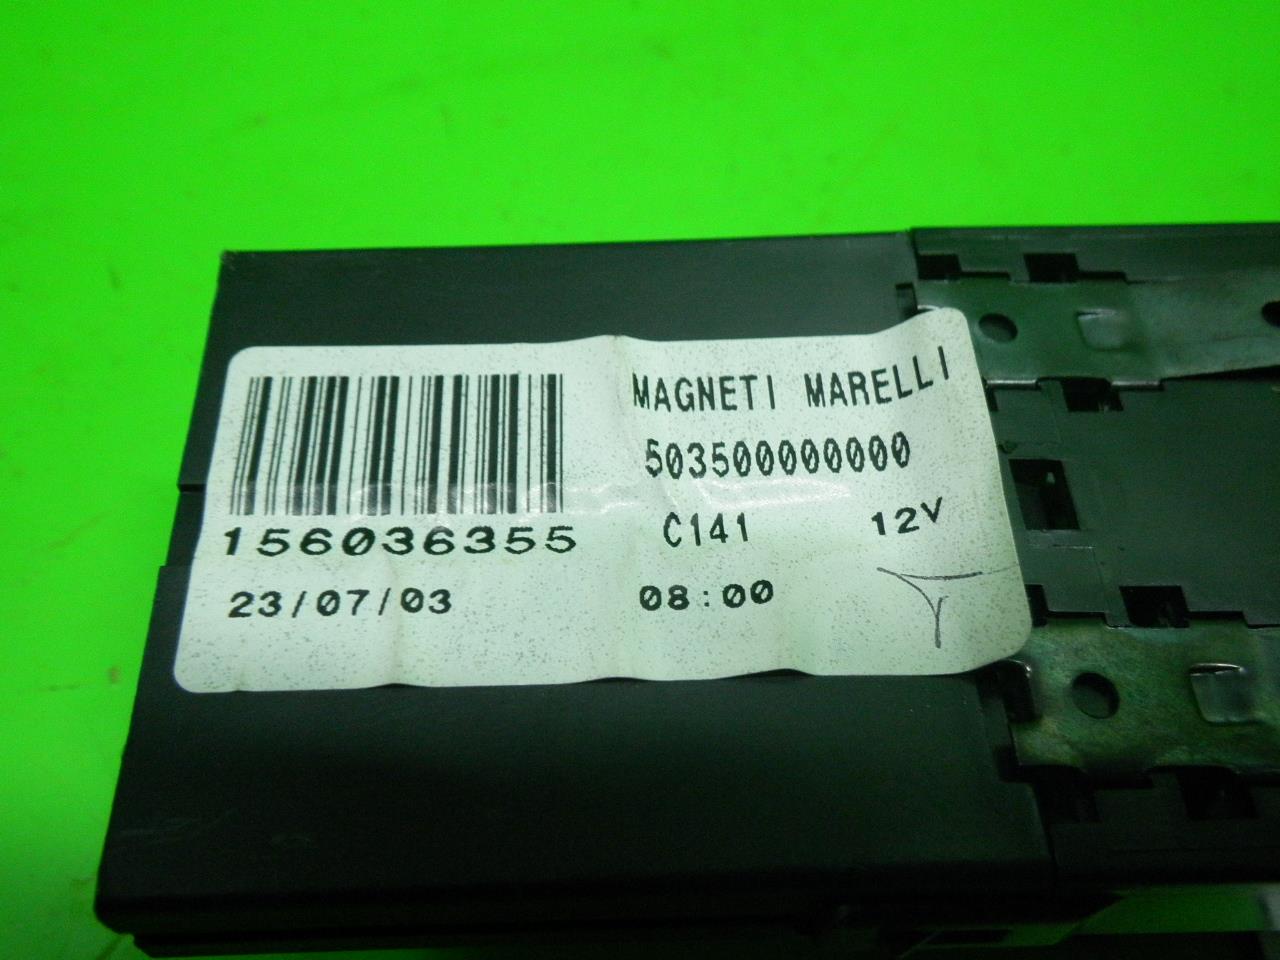 MAGNETI MARELLI
503500000000
156036355
C141 12V
23/07/03 08:00